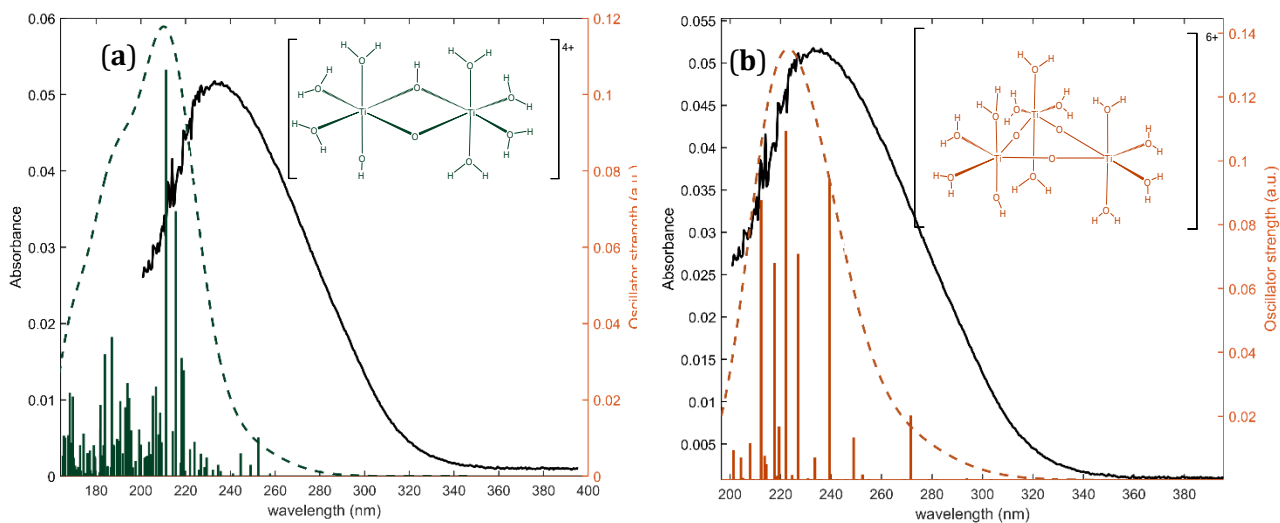 (a)
0.06
0.05
0.04
0.03
0.02
0.01
0
Absorbance
180 200 220 240 260 280 300 320 340 360 380 400
wavelength (nm)
0.12
0.1
0.08
0.06
0.04
0.02
0
Oscillator strength (a.u.)
4+
H H H H H
O O
H O O O H
H H
Ti Ti
H O O O H
H H
O O
H H H
(b)
0.055
0.05
0.045
0.04
0.035
0.03
0.025
0.02
0.015
0.01
0.005
Absorbance
200 220 240 260 280 300 320 340 360 380
wavelength (nm)
0.14
0.12
0.1
0.08
0.06
0.04
0.02
Oscillator strength (a.u.)
6+
H H
O
H H H H H H
O O O O
H H Ti H H
H O O O O H
H H
Ti O Ti
H O O O H
H H H H
O O
H H H